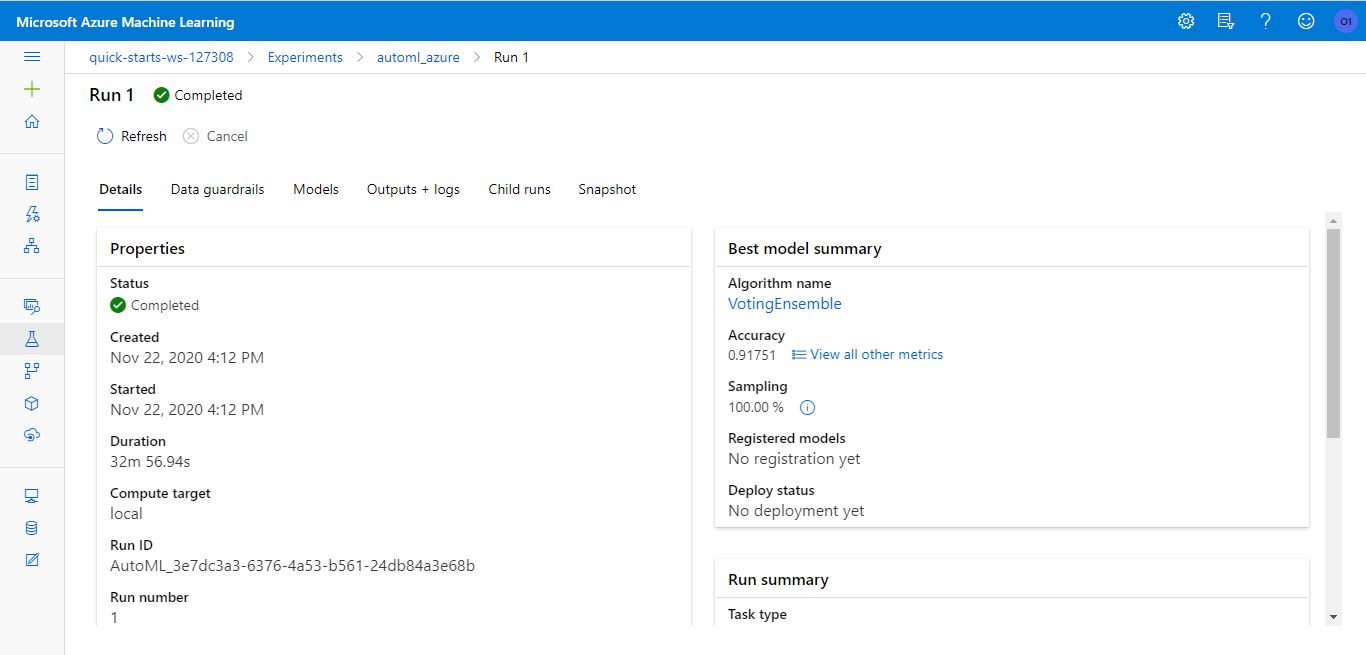 Microsoft Azure Machine Learning
O1
quick-starts-ws-127308 > Experiments > automl_azure > Run 1
Run 1 Completed
Refresh Cancel
Details Data guardrails Models Outputs + logs Child runs Snapshot
Properties
Status
Completed
Created
Nov 22, 2020 4:12 PM
Started
Nov 22, 2020 4:12 PM
Duration
32m 56.94s
Compute target
local
Run ID
AutoML_3e7dc3a3-6376-4a53-b561-24db84a3e68b
Run number
1
Best model summary
Algorithm name
VotingEnsemble
Accuracy
0.91751 View all other metrics
Sampling
100.00 %
Registered models
No registration yet
Deploy status
No deployment yet
Run summary
Task type